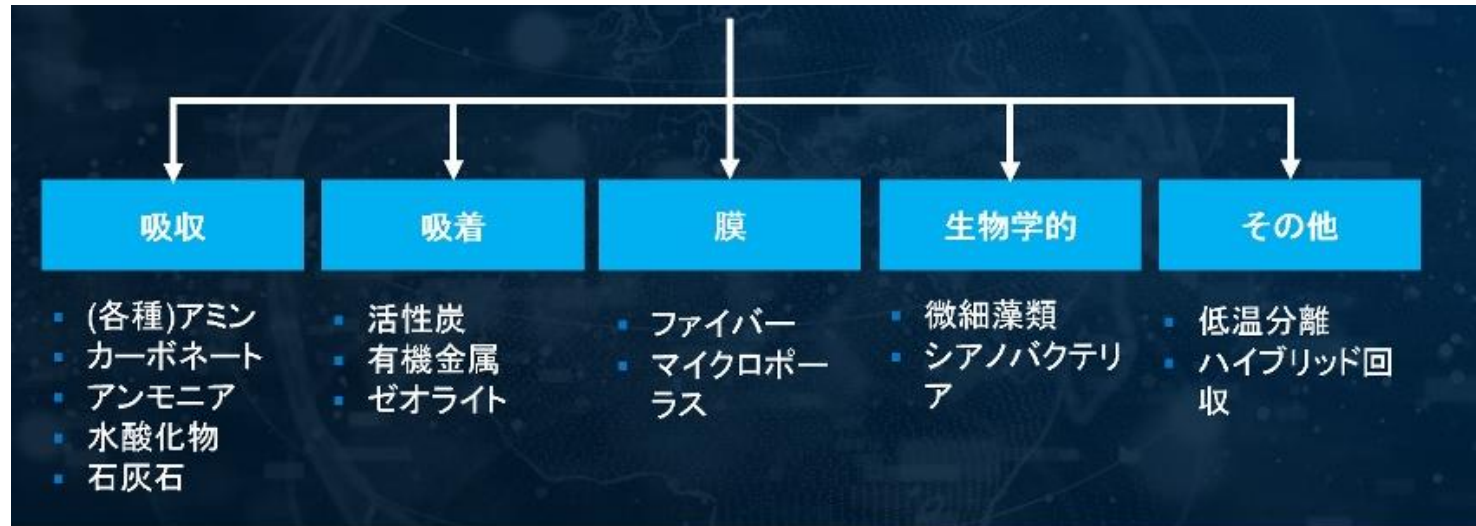 吸収
(各種)アミン
カーボネート
アンモニア
水酸化物
石灰石
吸着
活性炭
有機金属
ゼオライト
膜
ファイバー
マイクロポー
ラス
生物学的
微細藻類
シアノバクテリ
ア
その他
低温分離
ハイブリッド回
収